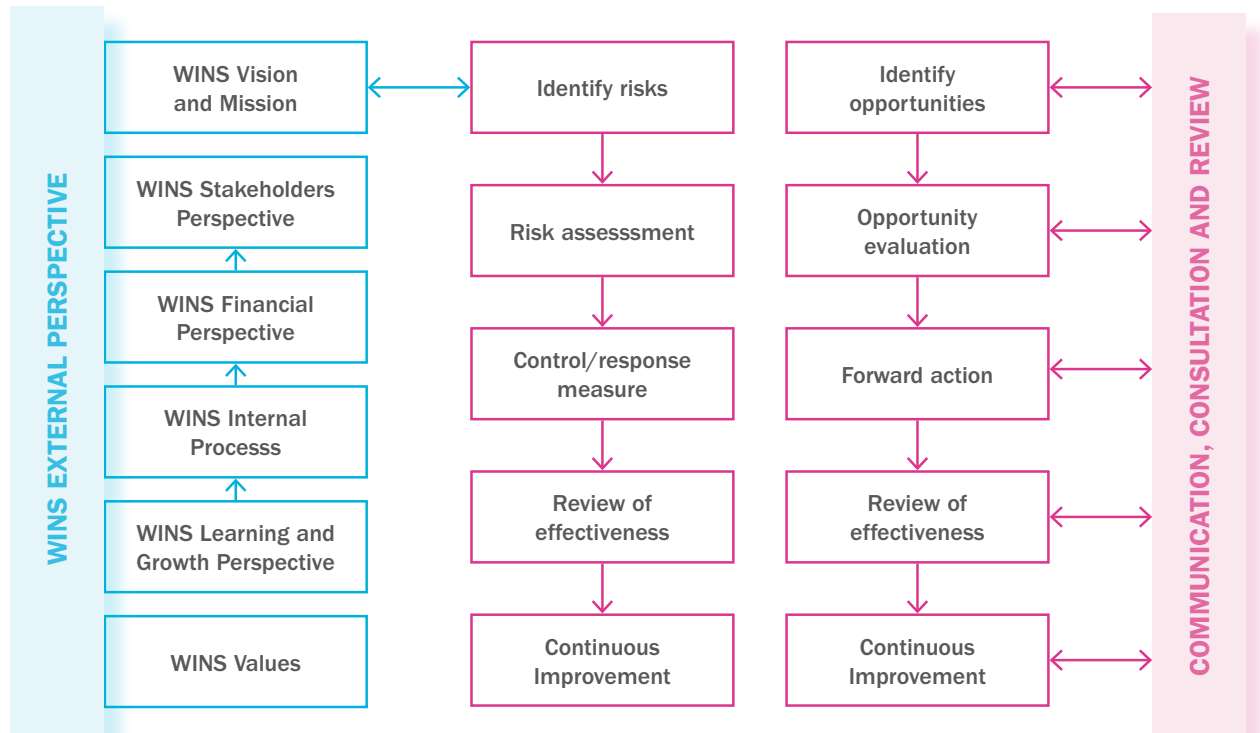 WINS EXTERNAL PERSPECTIVE
WINS Vision
and Mission
WINS Stakeholders
Perspective
WINS Financial
Perspective
WINS Internal
Processs
WINS Learning and
Growth Perspective
WINS Values
Identify risks
Risk assesssment
Control/response
measure
Review of
effectiveness
Continuous
Improvement
Identify
opportunities
Opportunity
evaluation
Forward action
Review of
effectiveness
Continuous
Improvement
COMMUNICATION, CONSULTATION AND REVIEW